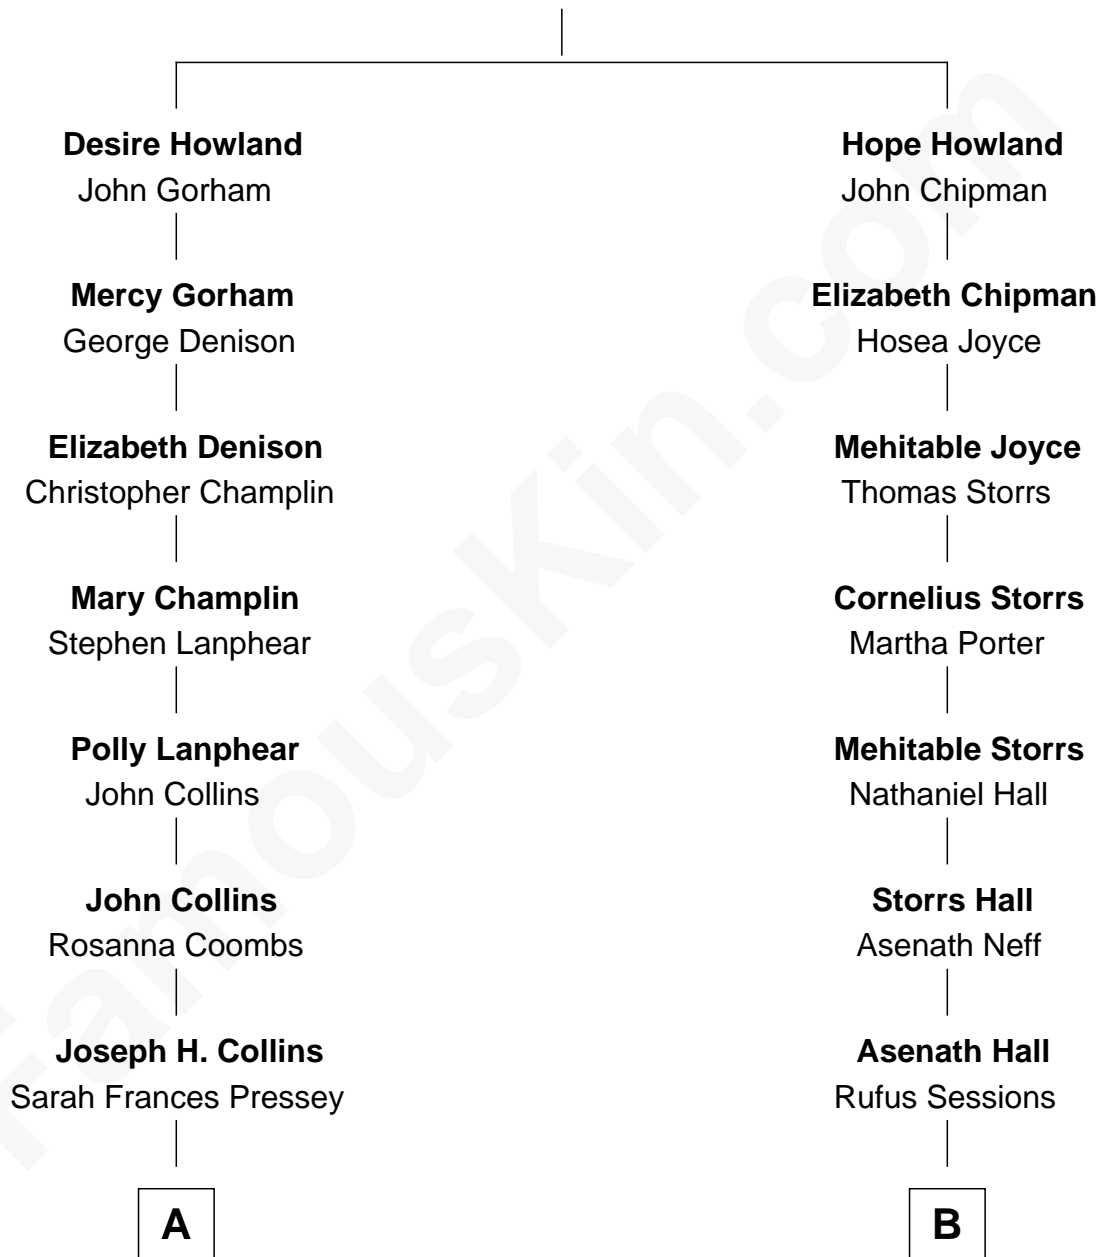 Desire Howland
John Gorham
Mercy Gorham
George Denison
Elizabeth Denison
Christopher Champlin
Mary Champlin
Stephen Lanphear
Polly Lanphear
John Collins
John Collins
Rosanna Coombs
Joseph H. Collins
Sarah Frances Pressey
A
Hope Howland
John Chipman
Elizabeth Chipman
Hosea Joyce
Mehitable Joyce
Thomas Storrs
Cornelius Storrs
Martha Porter
Mehitable Storrs
Nathaniel Hall
Storrs Hall
Asenath Neff
Asenath Hall
Rufus Sessions
B
FamousKin.com